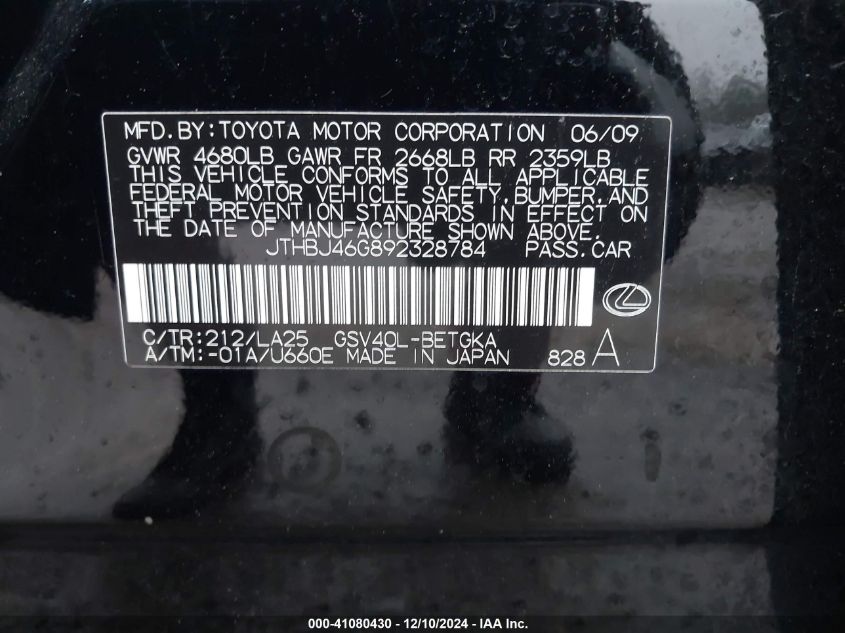 MFD.BY:TOYOTA MOTOR CORPORATION 06/09
GVWR 4680LB GAWR FR 2668LB RR 2359LB
THIS VEHICLE CONFORMS TO ALL APPLICABLE
FEDERAL MOTOR VEHICLE SAFETY,BUMPER,AND
THEFT PREVENTION STANDARDS IN EFFECT ON
THE DATE OF MANUFACTURE SHOWN ABOVE.
JTHBJ46G892328784 PASS.CAR
C/TR:212/LA25 GSV40L-BETGKA
A/TM:-01A/U660E MADE IN JAPAN 828 A
000-41080430 - 12/10/2024 - IAA Inc.